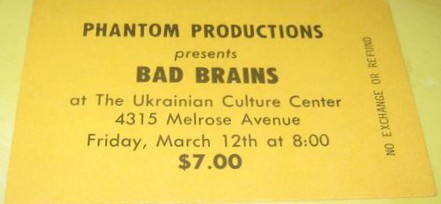 PHANTOM PRODUCTIONS
presents
BAD BRAINS
at The Ukrainian Culture Center
4315 Melrose Avenue
Friday, March 12th at 8:00
$7.00
NO EXCHANGE OR REFUND